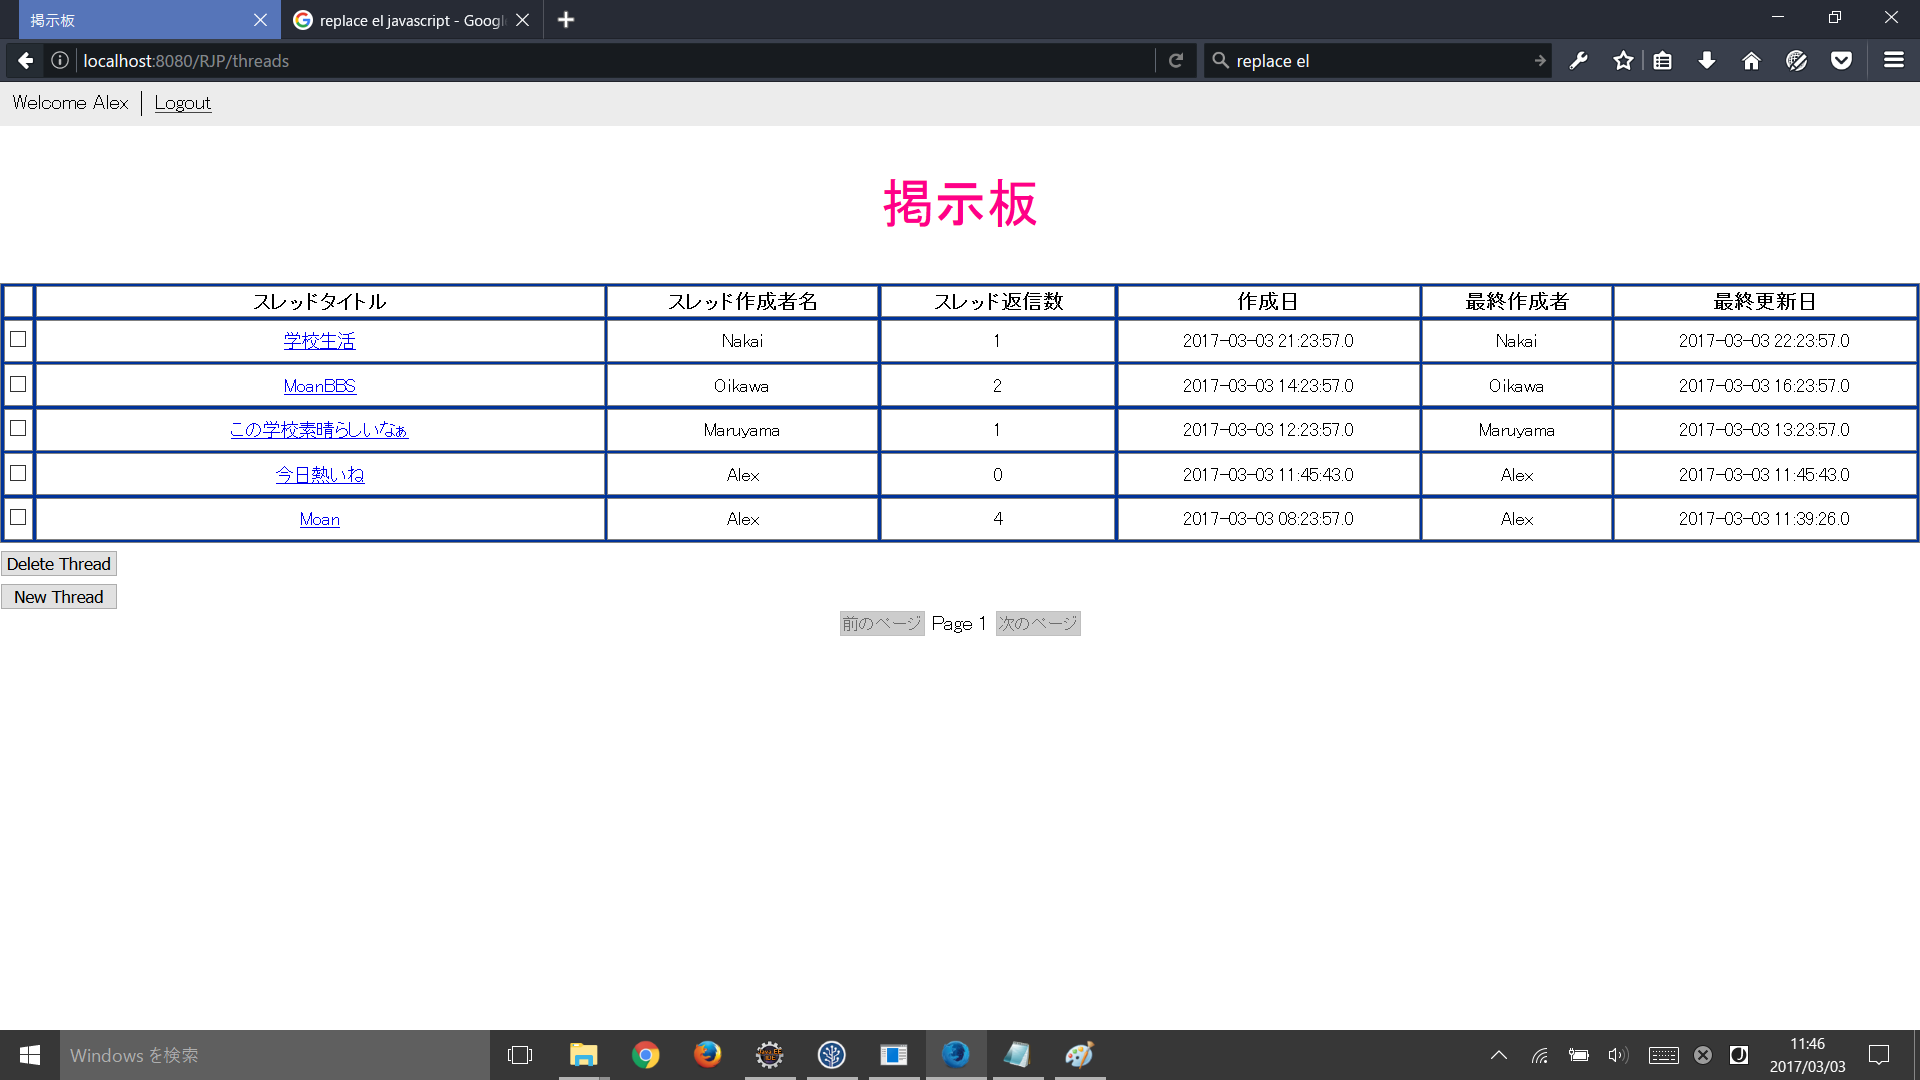 掲示板
replace el javascript - Googl
localhost:8080/RJP/threads
replace el
Welcome Alex Logout
掲示板
スレッドタイトル スレッド作成者名 スレッド返信数 作成日 最終作成者 最終更新日
学校生活 Nakai 1 2017-03-03 21:23:57.0 Nakai 2017-03-03 22:23:57.0
MoanBBS Oikawa 2 2017-03-03 14:23:57.0 Oikawa 2017-03-03 16:23:57.0
この学校素晴らしいなぁ Maruyama 1 2017-03-03 12:23:57.0 Maruyama 2017-03-03 13:23:57.0
今日熱いね Alex 0 2017-03-03 11:45:43.0 Alex 2017-03-03 11:45:43.0
Moan Alex 4 2017-03-03 08:23:57.0 Alex 2017-03-03 11:39:26.0
Delete Thread
New Thread
前のページ Page 1 次のページ
Windows を検索
11:46
2017/03/03